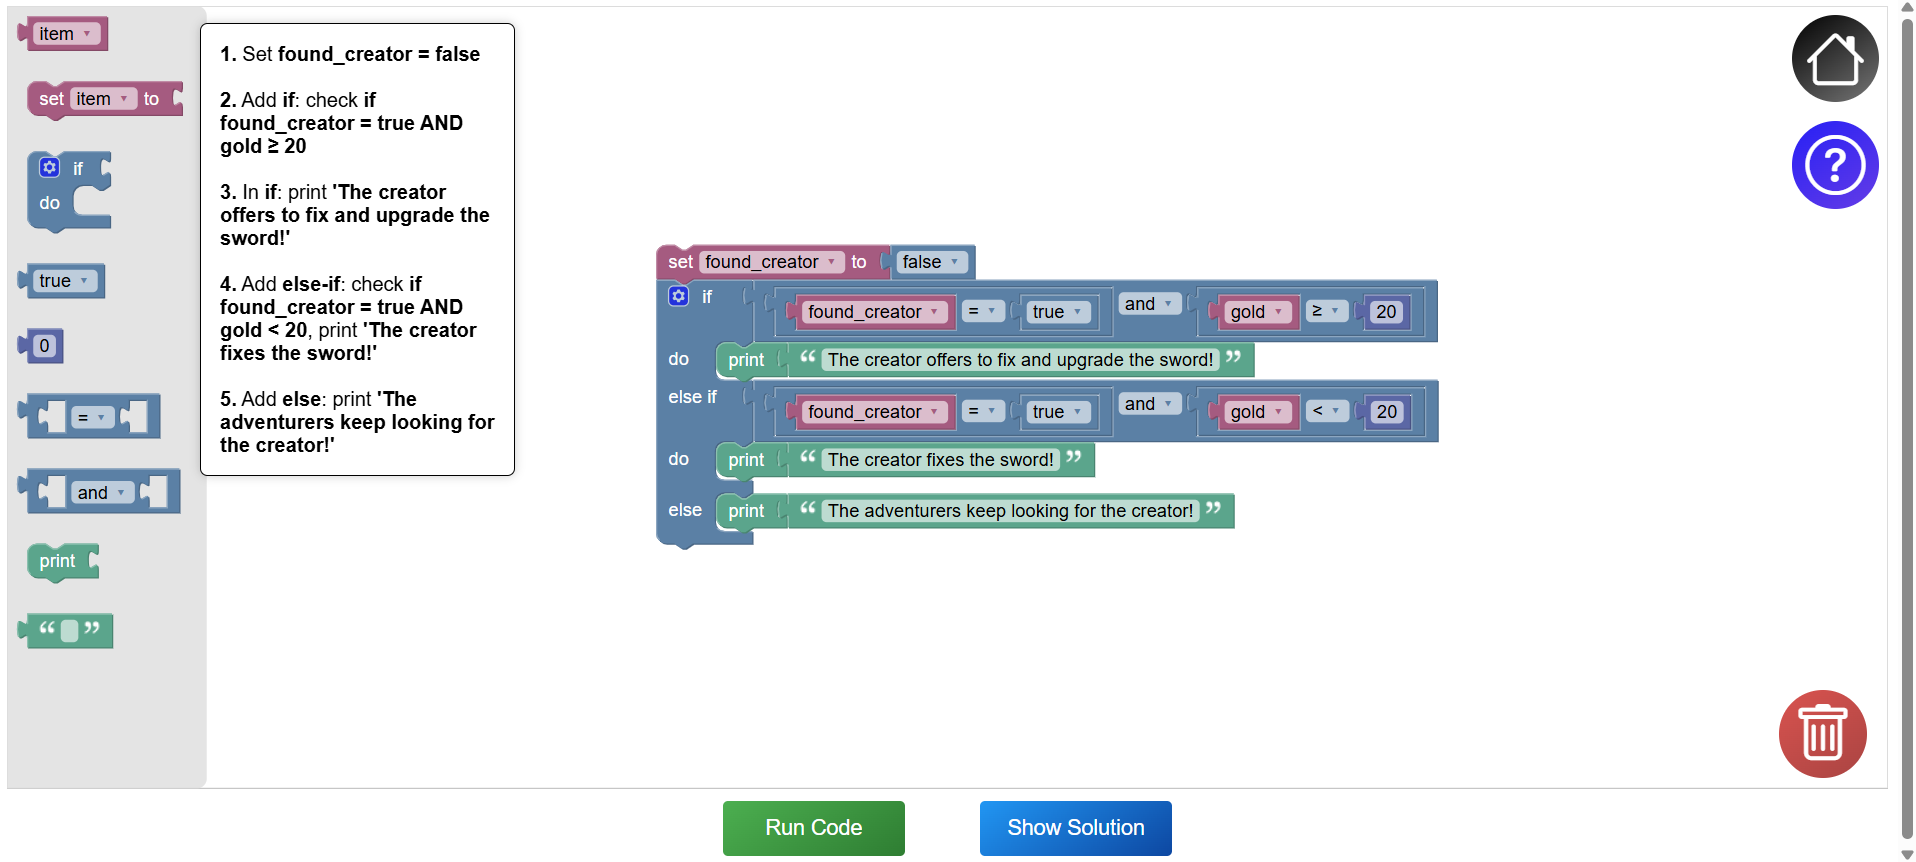 item
set item to
if
do
true
0
=
and
print
“ ”
1. Set found_creator = false
2. Add if: check if
found_creator = true AND
gold ≥ 20
3. In if: print 'The creator
offers to fix and upgrade the
sword!'
4. Add else-if: check if
found_creator = true AND
gold < 20, print 'The creator
fixes the sword!'
5. Add else: print 'The
adventurers keep looking for
the creator!'
set found_creator to false
if found_creator = true and gold ≥ 20
do print “ The creator offers to fix and upgrade the sword! ”
else if found_creator = true and gold < 20
do print “ The creator fixes the sword! ”
else print “ The adventurers keep looking for the creator! ”
?
Run Code
Show Solution